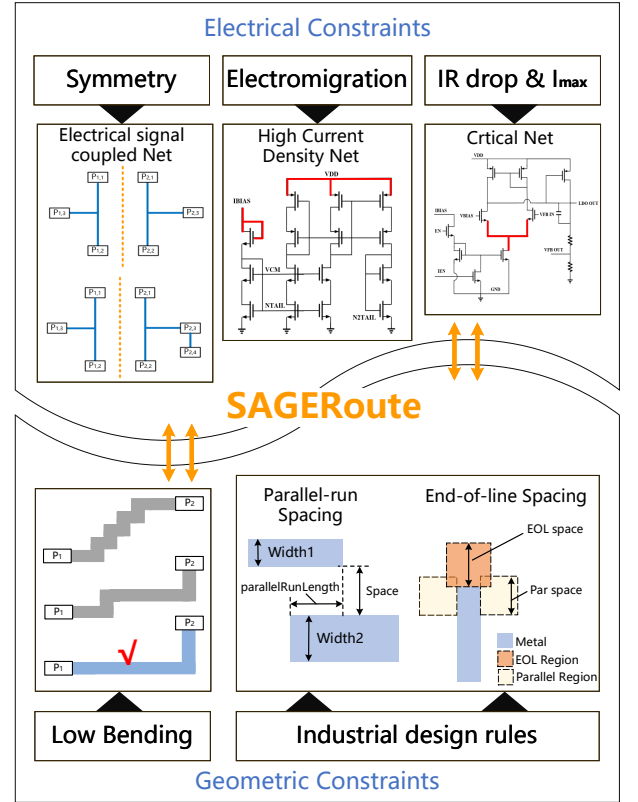 Electrical Constraints
Symmetry
Electromigration
IR drop & Imax
Electrical signal
coupled Net
P1,1
P2,1
P1,3
P2,3
P1,2
P2,2
P1,1
P2,1
P1,3
P2,3
P2,4
P1,2
P2,2
High Current
Density Net
VDD
IBIAS
VCM
NTAIL
N2TAIL
Crtical Net
VDD
LDO OUT
IBIAS
VBIAS
VFB IN
EN
VFB OUT
IEN
GND
SAGERoute
P2
P1
P2
P1
P2
√
P1
Parallel-run
Spacing
Width1
parallelRunLength
Space
Width2
End-of-line Spacing
EOL space
Par space
Metal
EOL Region
Parallel Region
Low Bending
Industrial design rules
Geometric Constraints